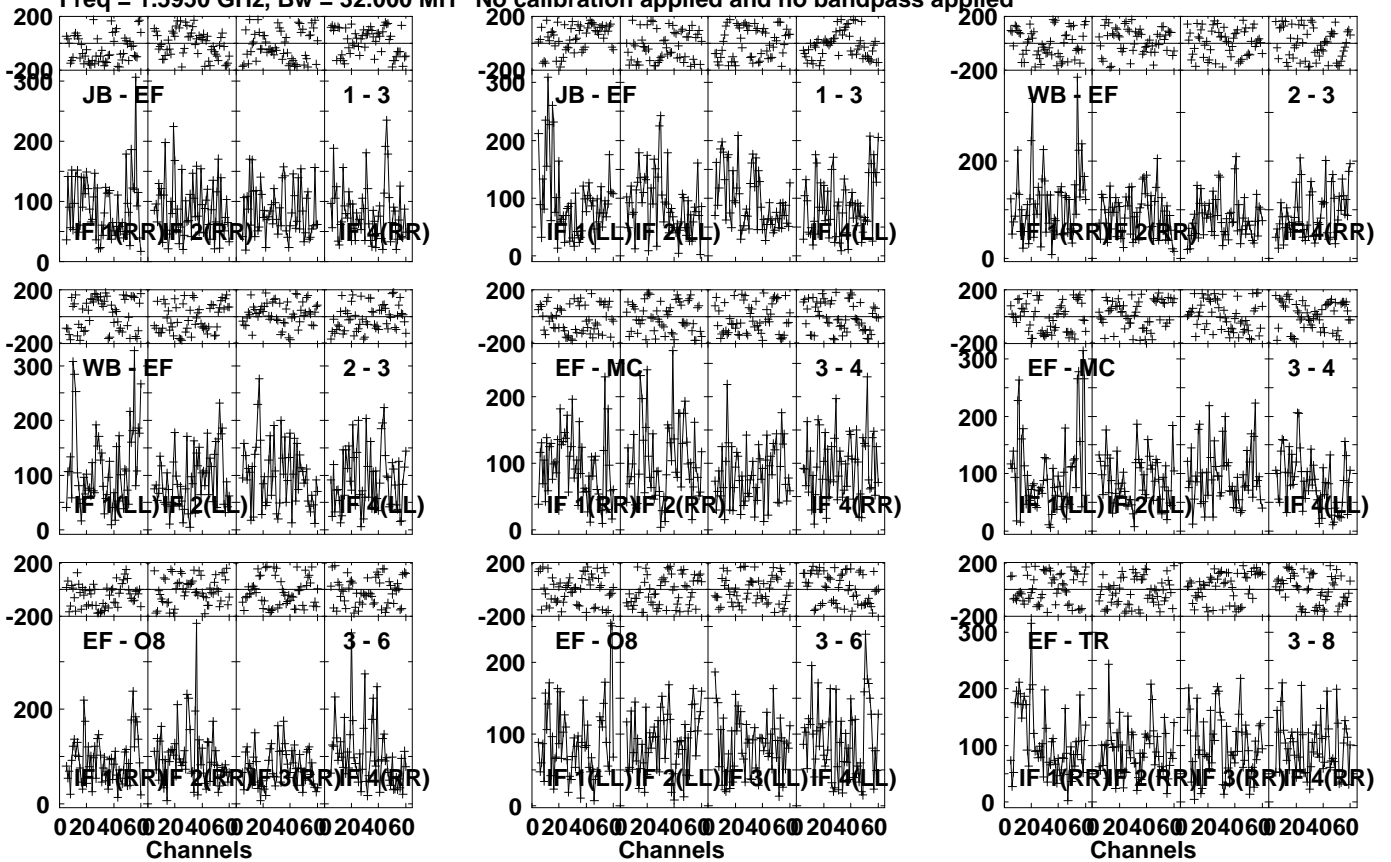 Freq = 1.5950 GHz, Bw = 32.000 MH No calibration applied and no bandpass applied
200 200 200
-200 -200 -200
300 300
JB - EF 1 - 3 JB - EF 1 - 3 WB - EF 2 - 3
200 200 200
100 100
IF 1(RR) IF 2(RR) IF 4(RR) IF 1(LL) IF 2(LL) IF 4(LL) IF 1(RR) IF 2(RR) IF 4(RR)
0 0 0
200 200 200
-200 -200 -200
300 300
WB - EF 2 - 3 EF - MC 3 - 4 EF - MC 3 - 4
200 200 200
100 100 100
IF 1(LL) IF 2(LL) IF 4(LL) IF 1(RR) IF 2(RR) IF 4(RR) IF 1(LL) IF 2(LL) IF 4(LL)
0 0 0
200 200 200
-200 -200 -200
300
EF - O8 3 - 6 EF - O8 3 - 6 EF - TR 3 - 8
200 200 200
100 100
IF 1(RR) IF 2(RR) IF 3(RR) IF 4(RR) IF 1(LL) IF 2(LL) IF 3(LL) IF 4(LL) IF 1(RR) IF 2(RR) IF 3(RR) IF 4(RR)
0 0 0
0 20 40 60 0 20 40 60 0 20 40 60 0 20 40 60 0 20 40 60 0 20 40 60 0 20 40 60 0 20 40 60 0 20 40 60 0 20 40 60 0 20 40 60 0 20 40 60
Channels Channels Channels